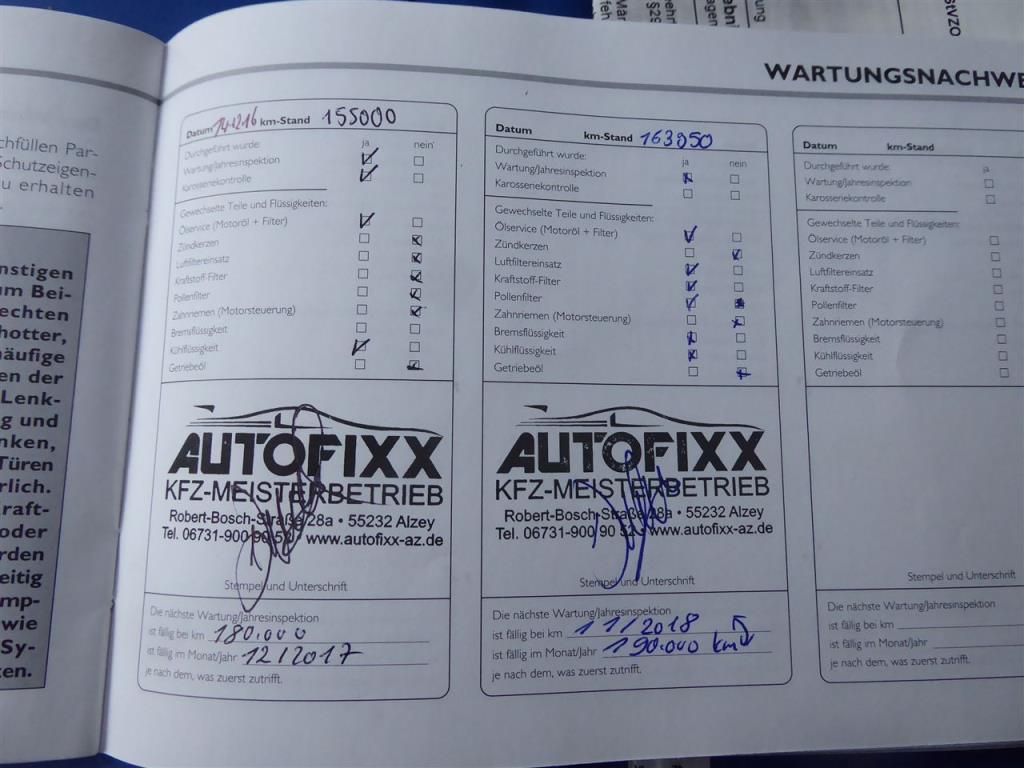 Mär
§29
feh
StVZO
WARTUNGSNACHWE
chfüllen Par-
Schutzeigen-
u erhalten
nstigen
um Bei-
echten
hotter,
häufige
en der
Lenk-
g und
nken,
Türen
rlich.
raft-
oder
rden
eitig
mp-
wie
Sy-
zen.
Datum 14.12.16 km-Stand 155000
Durchgeführt wurde: ja nein
Wartung/Jahresinspektion
Karosseriekontrolle
Gewechselte Teile und Flüssigkeiten:
Ölservice (Motoröl + Filter)
Zündkerzen
Luftfiltereinsatz
Kraftstoff-Filter
Pollenfilter
Zahnriemen (Motorsteuerung)
Bremsflüssigkeit
Kühlflüssigkeit
Getriebeöl
AUTOFIXX
KFZ-MEISTERBETRIEB
Robert-Bosch-Straße 28a • 55232 Alzey
Tel. 06731-900 90 52 • www.autofixx-az.de
Stempel und Unterschrift
Die nächste Wartung/Jahresinspektion
ist fällig bei km 180.000
ist fällig im Monat/Jahr 12/2017
je nach dem, was zuerst zutrifft.
Datum km-Stand 163950
Durchgeführt wurde: ja nein
Wartung/Jahresinspektion
Karosseriekontrolle
Gewechselte Teile und Flüssigkeiten:
Ölservice (Motoröl + Filter)
Zündkerzen
Luftfiltereinsatz
Kraftstoff-Filter
Pollenfilter
Zahnriemen (Motorsteuerung)
Bremsflüssigkeit
Kühlflüssigkeit
Getriebeöl
AUTOFIXX
KFZ-MEISTERBETRIEB
Robert-Bosch-Straße 28a • 55232 Alzey
Tel. 06731-900 90 52 • www.autofixx-az.de
Stempel und Unterschrift
Die nächste Wartung/Jahresinspektion
ist fällig bei km 11/2018
ist fällig im Monat/Jahr 190.000 km
je nach dem, was zuerst zutrifft.
Datum km-Stand
Durchgeführt wurde: ja
Wartung/Jahresinspektion
Karosseriekontrolle
Gewechselte Teile und Flüssigkeiten:
Ölservice (Motoröl + Filter)
Zündkerzen
Luftfiltereinsatz
Kraftstoff-Filter
Pollenfilter
Zahnriemen (Motorsteuerung)
Bremsflüssigkeit
Kühlflüssigkeit
Getriebeöl
Stempel und Unterschrift
Die nächste Wartung/Jahresinspektion
ist fällig bei km
ist fällig im Monat/Jahr
je nach dem, was zuerst zutrifft.